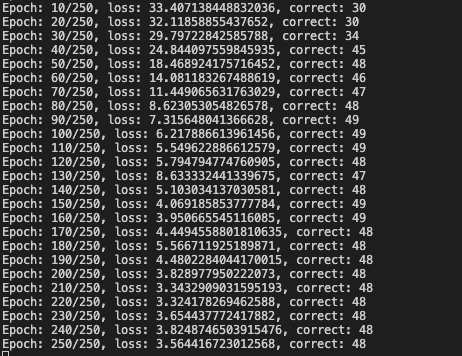 Epoch: 10/250, loss: 33.407138448832036, correct: 30
Epoch: 20/250, loss: 32.11858855437652, correct: 30
Epoch: 30/250, loss: 29.79722842585788, correct: 34
Epoch: 40/250, loss: 24.844097559845935, correct: 45
Epoch: 50/250, loss: 18.468924175716452, correct: 48
Epoch: 60/250, loss: 14.081183267488619, correct: 46
Epoch: 70/250, loss: 11.449065631763029, correct: 47
Epoch: 80/250, loss: 8.623053054826578, correct: 48
Epoch: 90/250, loss: 7.315648041366628, correct: 49
Epoch: 100/250, loss: 6.217886613961456, correct: 49
Epoch: 110/250, loss: 5.549622886612579, correct: 49
Epoch: 120/250, loss: 5.794794774760905, correct: 48
Epoch: 130/250, loss: 8.633332441339675, correct: 47
Epoch: 140/250, loss: 5.103034137030581, correct: 48
Epoch: 150/250, loss: 4.069185853777784, correct: 49
Epoch: 160/250, loss: 3.950665545116085, correct: 49
Epoch: 170/250, loss: 4.4494558801810635, correct: 48
Epoch: 180/250, loss: 5.566711925189871, correct: 48
Epoch: 190/250, loss: 4.4802284044170015, correct: 48
Epoch: 200/250, loss: 3.828977950222073, correct: 48
Epoch: 210/250, loss: 3.3432909031595193, correct: 48
Epoch: 220/250, loss: 3.324178269462588, correct: 48
Epoch: 230/250, loss: 3.654437772417882, correct: 48
Epoch: 240/250, loss: 3.8248746503915476, correct: 48
Epoch: 250/250, loss: 3.564416723012568, correct: 48